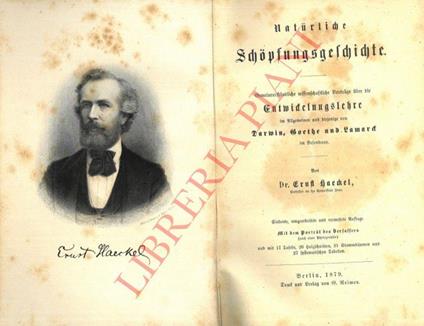 Ernst Haeckel
Natürliche
Schöpfungsgeschichte.
Gemeinverständliche wissenschaftliche Vorträge über die
Entwickelungslehre
im Allgemeinen und diejenige von
Darwin, Goethe und Lamarck
im Besonderen.
Von
Dr. Ernst Haeckel,
Professor an der Universität Jena.
Siebente, umgearbeitete und vermehrte Auflage.
Mit dem Porträt des Verfassers
(nach einer Photographie)
und mit 17 Tafeln, 20 Holzschnitten, 21 Stammbäumen und
27 systematischen Tabellen.
Berlin, 1879.
Druck und Verlag von G. Reimer.
LIBRERIA PIANI